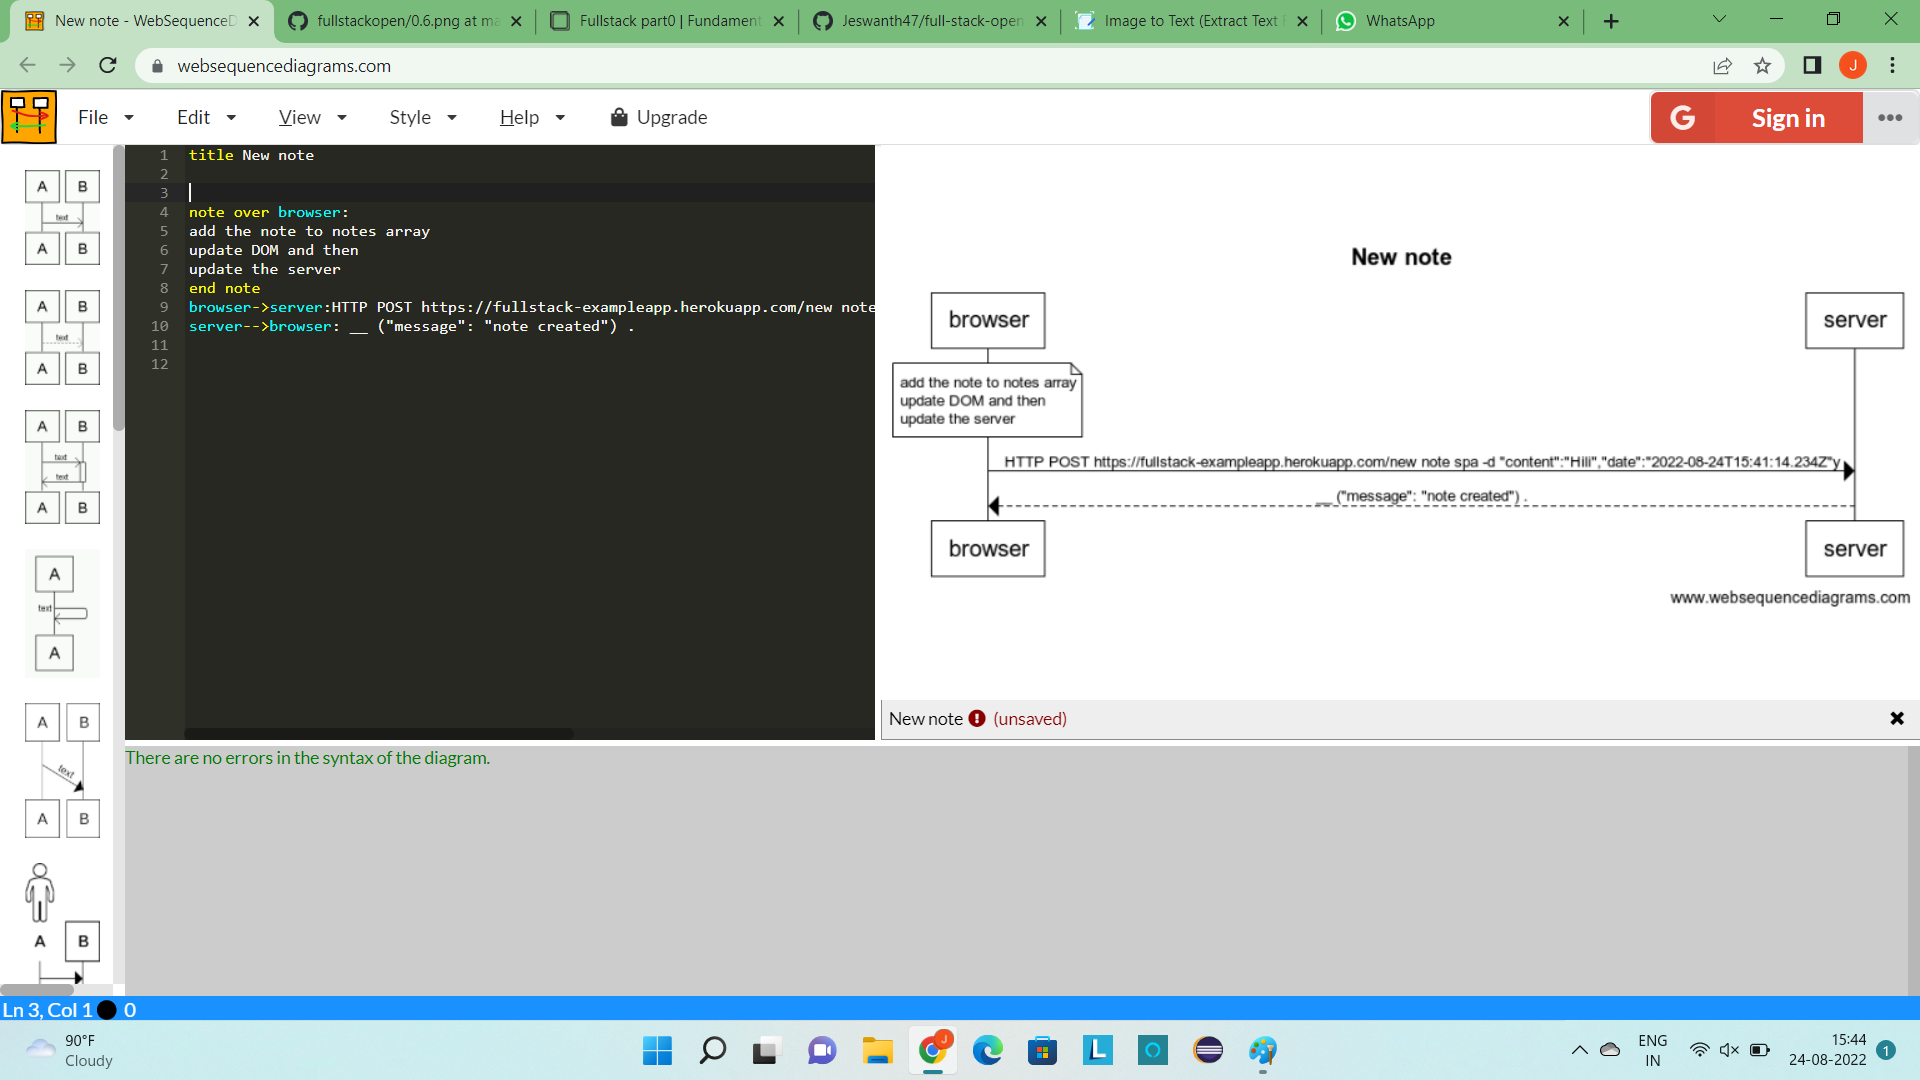 New note - WebSequenceD
fullstackopen/0.6.png at ma
Fullstack part0 | Fundament
Jeswanth47/full-stack-open
Image to Text (Extract Text
WhatsApp
websequencediagrams.com
J
File
Edit
View
Style
Help
Upgrade
G
Sign in
1 title New note
2
3
4 note over browser:
5 add the note to notes array
6 update DOM and then
7 update the server
8 end note
9 browser->server:HTTP POST https://fullstack-exampleapp.herokuapp.com/new note
10 server-->browser: __ ("message": "note created") .
11
12
A B
text
A B
A B
text
A B
A B
text
text
A B
A
text
A
A B
text
A B
A B
New note
browser
server
add the note to notes array
update DOM and then
update the server
HTTP POST https://fullstack-exampleapp.herokuapp.com/new note spa -d "content":"Hili","date":"2022-08-24T15:41:14.234Z"y
__ ("message": "note created") .
browser
server
www.websequencediagrams.com
New note (unsaved)
There are no errors in the syntax of the diagram.
Ln 3, Col 1 0
90°F
Cloudy
J
L
ENG
IN
15:44
24-08-2022
1